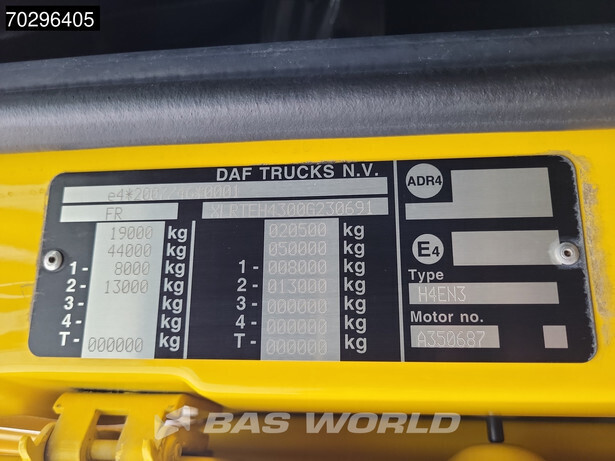 70296405
DAF TRUCKS N.V.
FR XLRTEH4300G230691
19000 kg 020500 kg
44000 kg 050000 kg
1- 8000 kg 1- 008000 kg
2- 13000 kg 2- 013000 kg
3- kg 3- 000000 kg
4- kg 4- 000000 kg
T- 000000 kg T- 000000 kg
ADR4
E4
Type
H4EN3
Motor no.
A350687
BAS WORLD